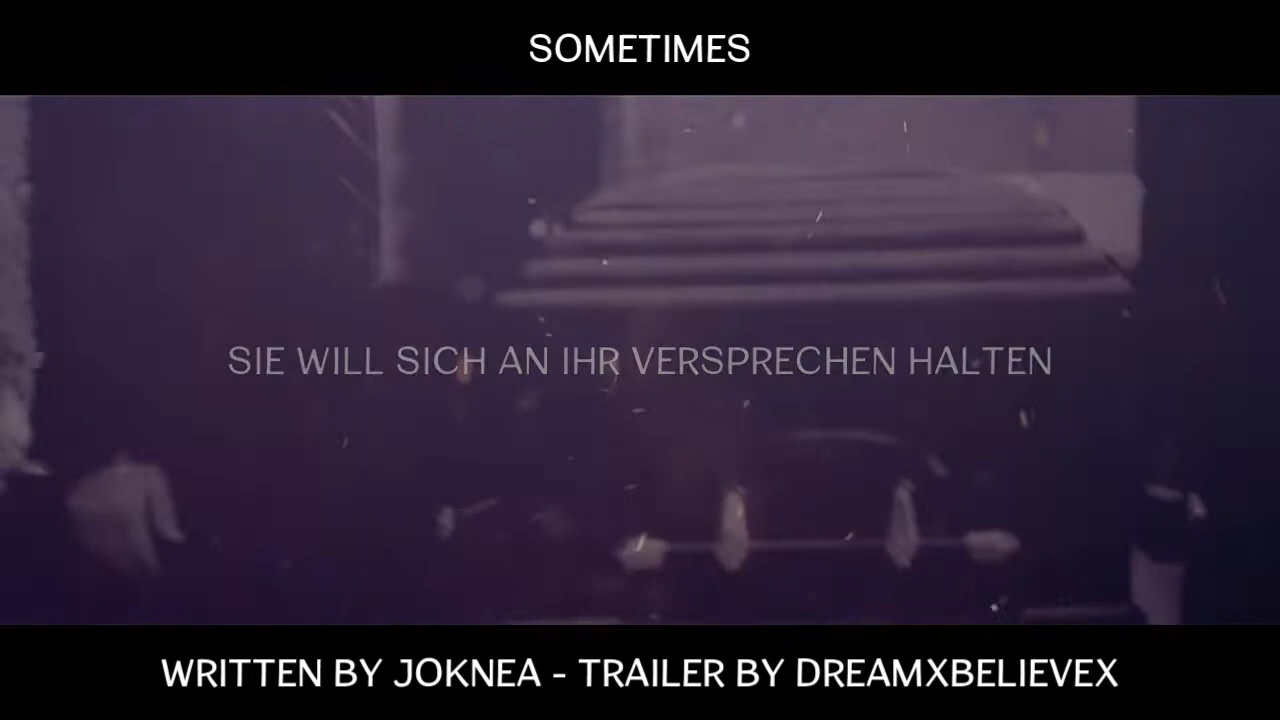 SOMETIMES
SIE WILL SICH AN IHR VERSPRECHEN HALTEN
WRITTEN BY JOKNEA - TRAILER BY DREAMXBELIEVEX